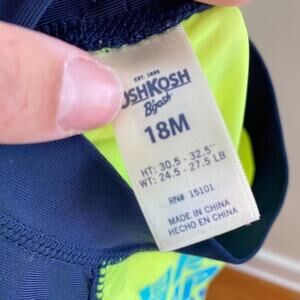 EST. 1895
OSHKOSH
B'gosh
18M
HT: 30.5 - 32.5"
WT: 24.5 - 27.5 LB
RN# 15101
MADE IN CHINA
HECHO EN CHINA